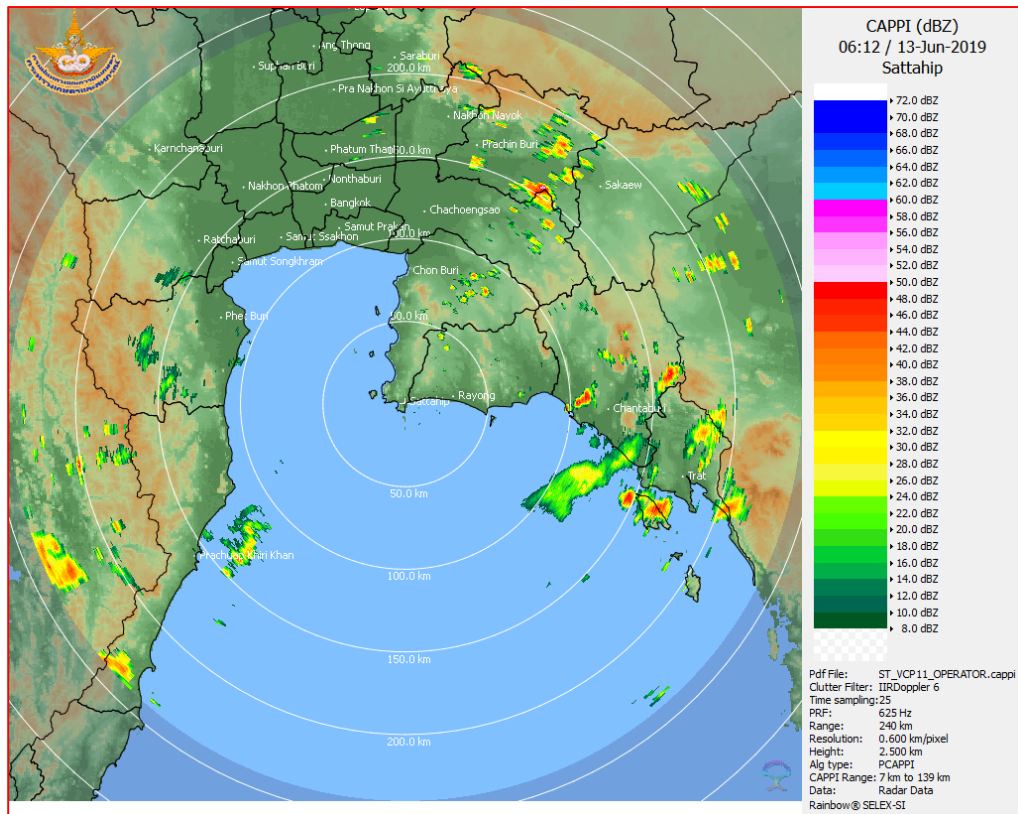 CAPPI (dBZ)
06:12 / 13-Jun-2019
Sattahip
72.0 dBZ
70.0 dBZ
68.0 dBZ
66.0 dBZ
64.0 dBZ
62.0 dBZ
60.0 dBZ
58.0 dBZ
56.0 dBZ
54.0 dBZ
52.0 dBZ
50.0 dBZ
48.0 dBZ
46.0 dBZ
44.0 dBZ
42.0 dBZ
40.0 dBZ
38.0 dBZ
36.0 dBZ
34.0 dBZ
32.0 dBZ
30.0 dBZ
28.0 dBZ
26.0 dBZ
24.0 dBZ
22.0 dBZ
20.0 dBZ
18.0 dBZ
16.0 dBZ
14.0 dBZ
12.0 dBZ
10.0 dBZ
8.0 dBZ
Pdf File: ST_VCP11_OPERATOR.cappi
Clutter Filter: IIRDoppler 6
Time sampling:25
PRF: 625 Hz
Range: 240 km
Resolution: 0.600 km/pixel
Height: 2.500 km
Alg type: PCAPPI
CAPPI Range: 7 km to 139 km
Data: Radar Data
Rainbow® SELEX-SI
Ang Thong
Saraburi
Suphan Buri
200.0 km
Pra Nakhon Si Ayutthaya
Nakhon Nayok
Karnchanaburi
Phatum Thani
150.0 km
Prachin Buri
Nakhon Phatom
Nonthaburi
Sakaew
Bangkok
Chachoengsao
Samut Prakan
Ratchaburi
Samut Ssakhon
100.0 km
Samut Songkhram
Chon Buri
Phet Buri
50.0 km
Sattahip
Rayong
Chantaburi
Trat
50.0 km
Prachuap Khiri Khan
100.0 km
150.0 km
200.0 km